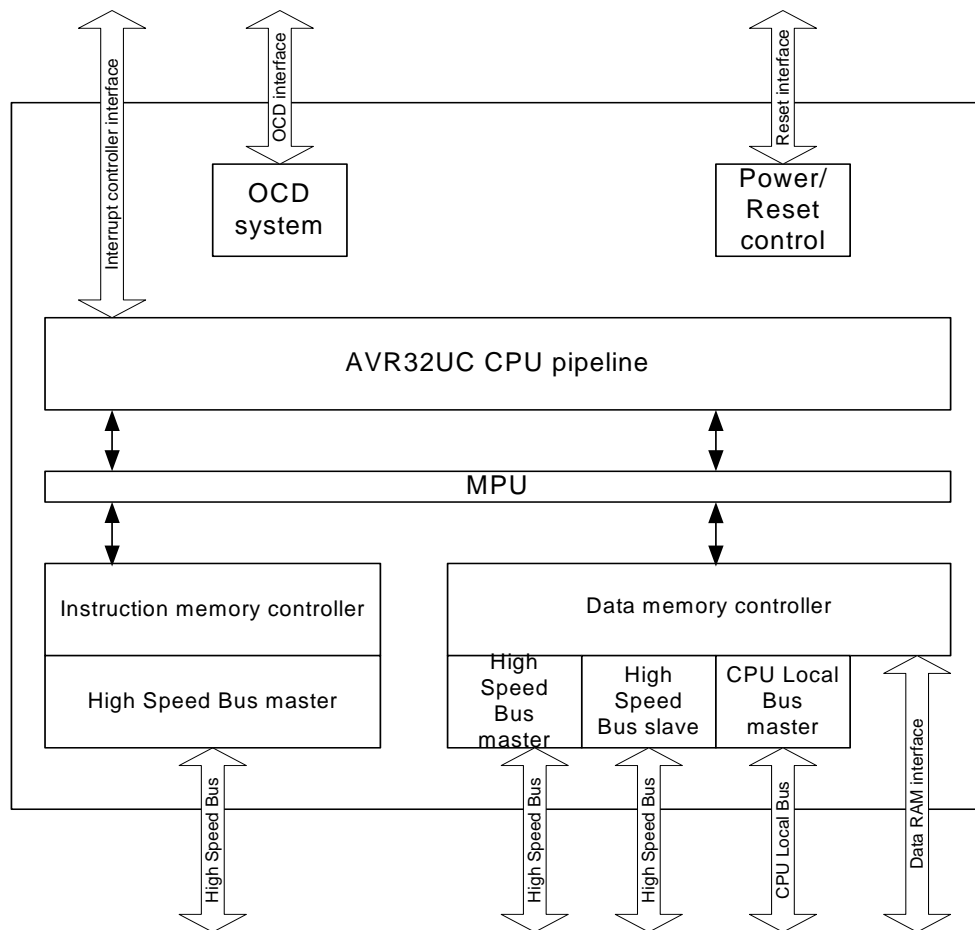 Interrupt controller interface
OCD interface
Reset interface
OCD
system
Power/
Reset
control
AVR32UC CPU pipeline
MPU
Instruction memory controller
High Speed Bus master
Data memory controller
High
Speed
Bus
master
High
Speed
Bus slave
CPU Local
Bus
master
High Speed Bus
High Speed Bus
High Speed Bus
CPU Local Bus
Data RAM interface